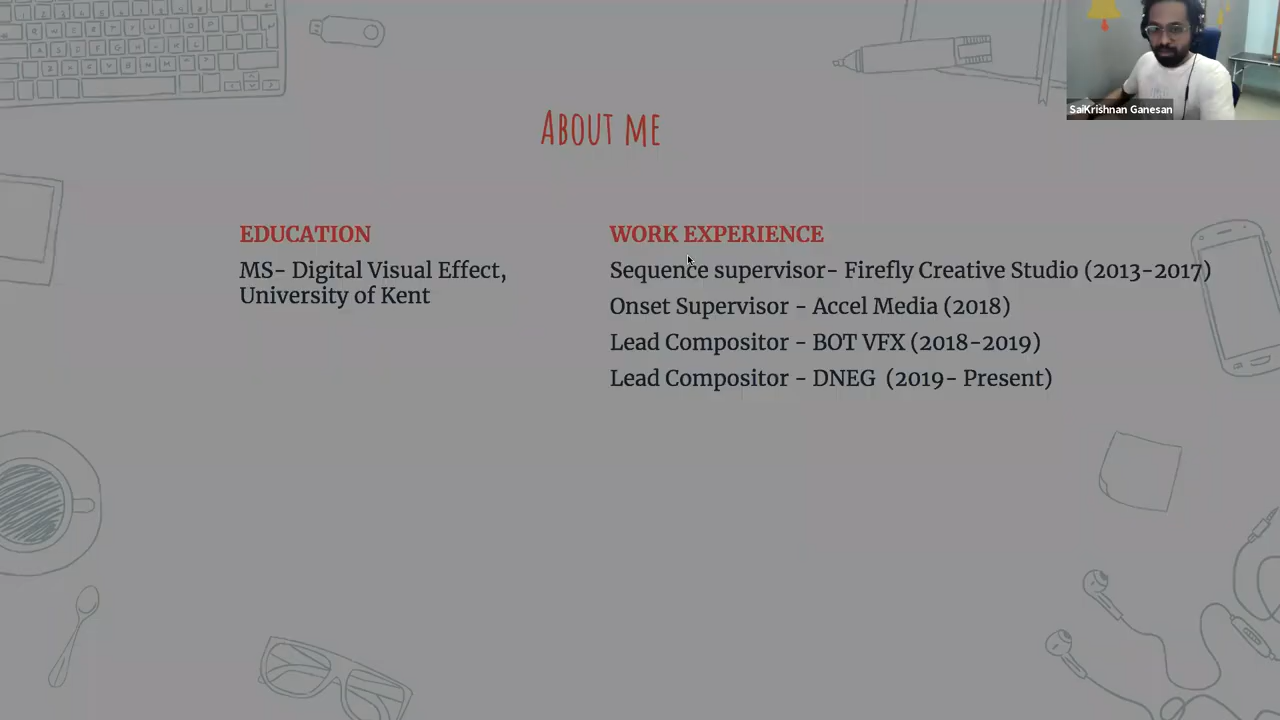 SaiKrishnan Ganesan
About me
EDUCATION
MS- Digital Visual Effect,
University of Kent
WORK EXPERIENCE
Sequence supervisor- Firefly Creative Studio (2013-2017)
Onset Supervisor - Accel Media (2018)
Lead Compositor - BOT VFX (2018-2019)
Lead Compositor - DNEG (2019- Present)